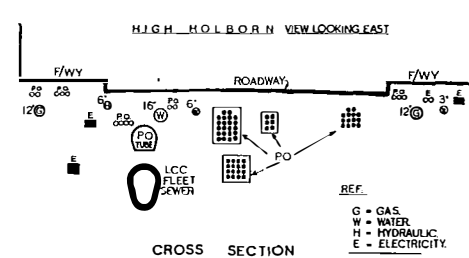 HIGH HOLBORN VIEW LOOKING EAST
F/WY
ROADWAY
F/WY
PO
PO
6"
16"
PO
6"
PO
E
E
3"
12"
G
E
PO
W
12"
G
PO
TUBE
PO
E
LCC
FLEET
SEWER
REF.
G = GAS.
W = WATER.
H = HYDRAULIC.
E = ELECTRICITY.
CROSS SECTION